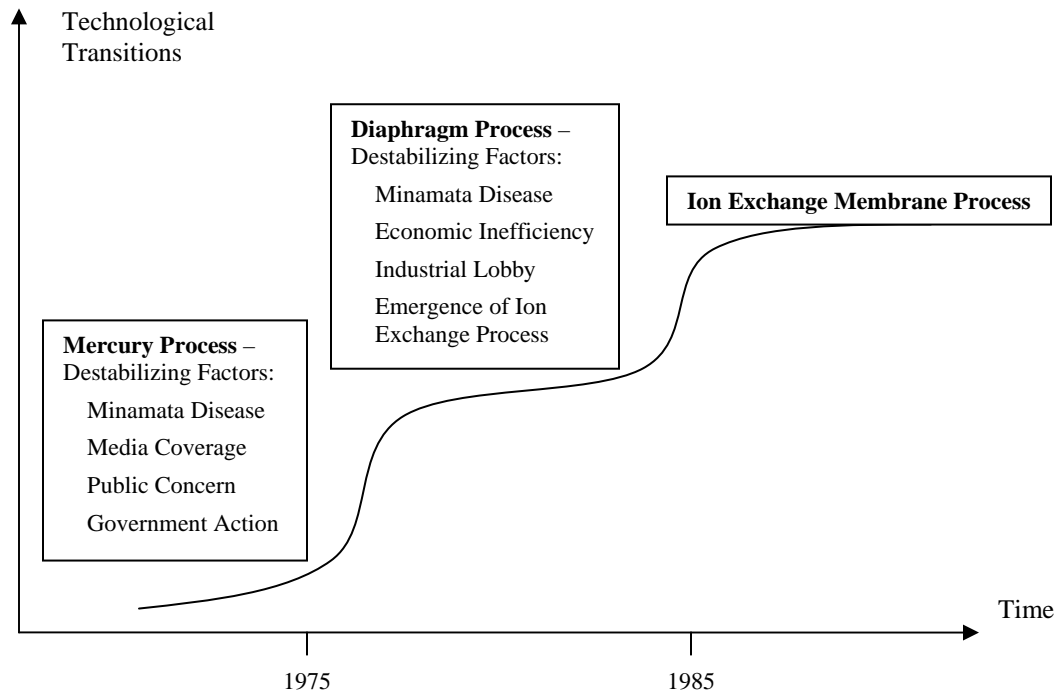 Technological
Transitions
Diaphragm Process –
Destabilizing Factors:
Minamata Disease
Economic Inefficiency
Industrial Lobby
Emergence of Ion
Exchange Process
Ion Exchange Membrane Process
Mercury Process –
Destabilizing Factors:
Minamata Disease
Media Coverage
Public Concern
Government Action
Time
1975
1985